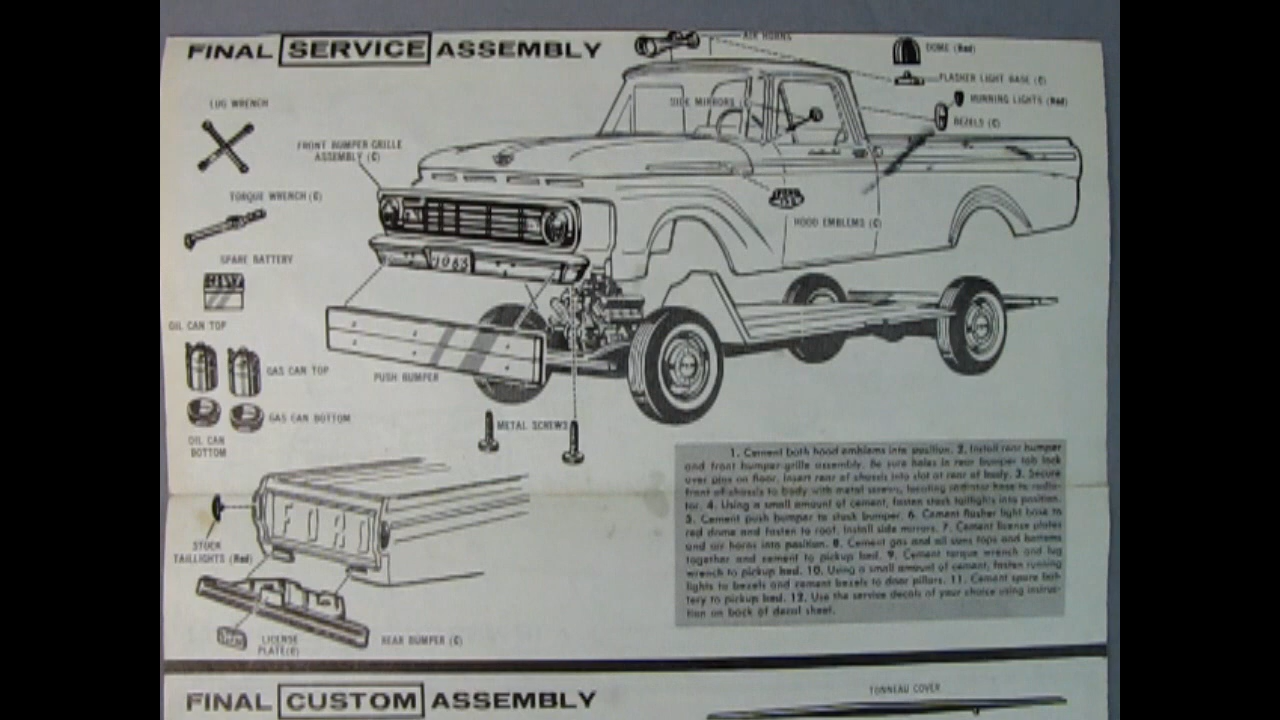 FINAL SERVICE ASSEMBLY
AIR HORNS
DOME (Red)
FLASHER LIGHT BASE (C)
RUNNING LIGHTS (Red)
BEZELS (C)
SIDE MIRRORS (C)
LUG WRENCH
FRONT BUMPER GRILLE
ASSEMBLY (C)
TORQUE WRENCH (C)
HOOD EMBLEMS (C)
SPARE BATTERY
1963
OIL CAN TOP
GAS CAN TOP
PUSH BUMPER
GAS CAN BOTTOM
METAL SCREWS
OIL CAN
BOTTOM
1. Cement both hood emblems into position. 2. Install rear bumper
and front bumper-grille assembly. Be sure holes in rear bumper tab lock
over pins on floor. Insert rear of chassis into slot at rear of body. 3. Secure
front of chassis to body with metal screws, locating radiator hose to radia-
tor. 4. Using a small amount of cement, fasten stock taillights into position.
5. Cement push bumper to stock bumper. 6. Cement flasher light base to
red dome and fasten to roof. Install side mirrors. 7. Cement license plates
and air horns into position. 8. Cement gas and oil cans tops and bottoms
together and cement to pickup bed. 9. Cement torque wrench and lug
wrench to pickup bed. 10. Using a small amount of cement, fasten running
lights to bezels and cement bezels to door pillars. 11. Cement spare bat-
tery to pickup bed. 12. Use the service decals of your choice using instruc-
tion on back of decal sheet.
FORD
STOCK
TAILLIGHTS (Red)
LICENSE
PLATE (C)
REAR BUMPER (C)
FINAL CUSTOM ASSEMBLY
TONNEAU COVER